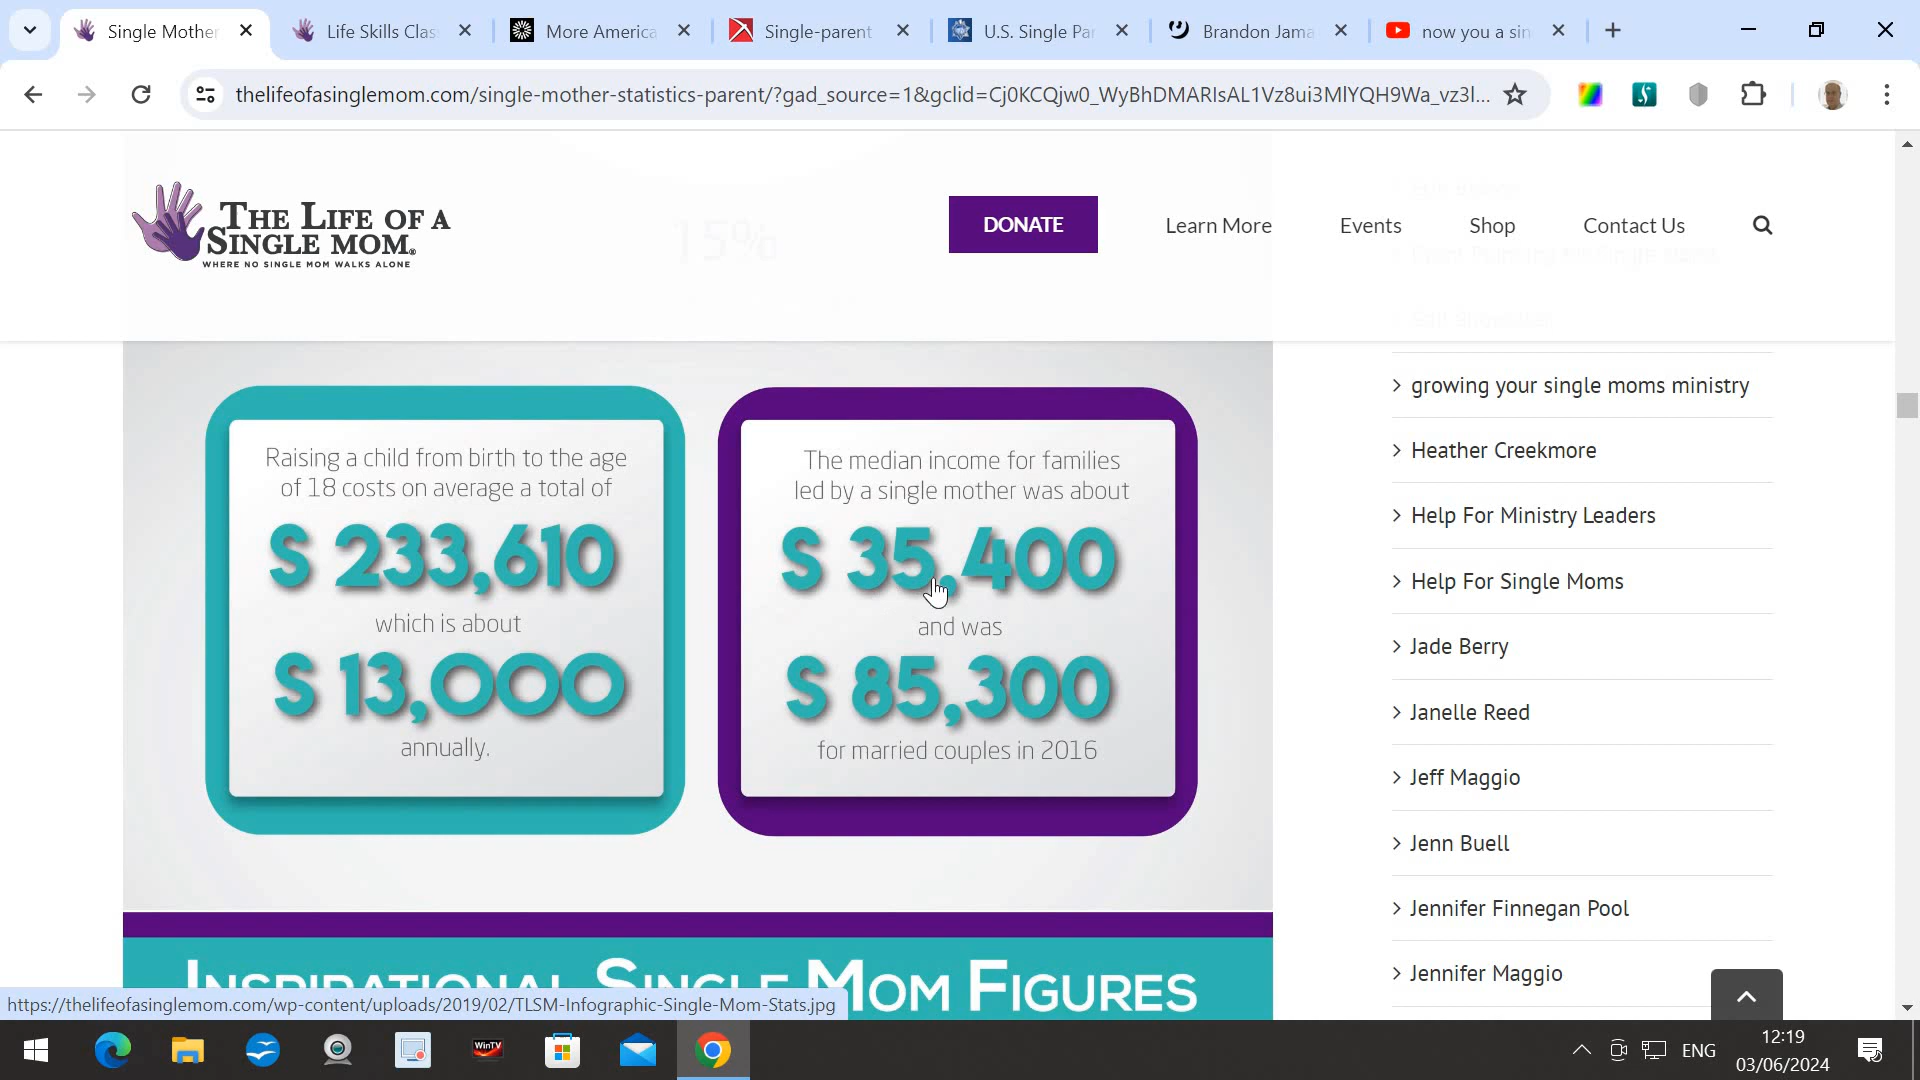 Single Mother
Life Skills Clas
More America
Single-parent
U.S. Single Pa
Brandon Jama
now you a sin
thelifeofasinglemom.com/single-mother-statistics-parent/?gad_source=1&gclid=Cj0KCQjw0_WyBhDMARIsAL1Vz8ui3MlYQH9Wa_vz3l...
THE LIFE OF A
SINGLE MOM®
WHERE NO SINGLE MOM WALKS ALONE
DONATE
Learn More
Events
Shop
Contact Us
15%
Raising a child from birth to the age
of 18 costs on average a total of
$ 233,610
which is about
$ 13,000
annually.
The median income for families
led by a single mother was about
$ 35,400
and was
$ 85,300
for married couples in 2016
INSPIRATIONAL SINGLE MOM FIGURES
growing your single moms ministry
Heather Creekmore
Help For Ministry Leaders
Help For Single Moms
Jade Berry
Janelle Reed
Jeff Maggio
Jenn Buell
Jennifer Finnegan Pool
Jennifer Maggio
https://thelifeofasinglemom.com/wp-content/uploads/2019/02/TLSM-Infographic-Single-Mom-Stats.jpg
WinTV
ENG
12:19
03/06/2024